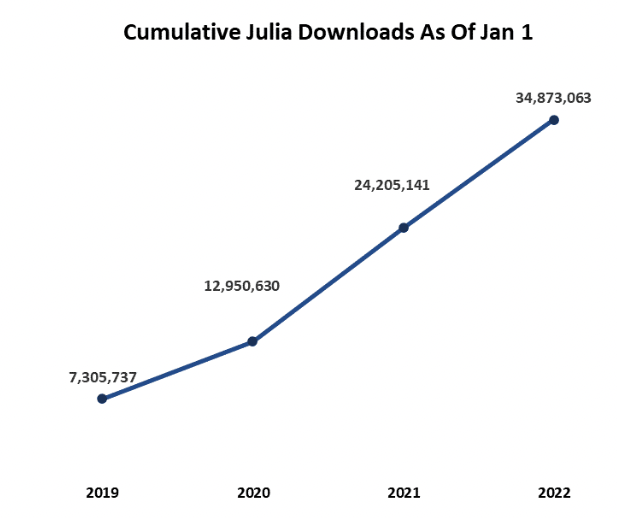 Cumulative Julia Downloads As Of Jan 1
34,873,063
24,205,141
12,950,630
7,305,737
2019 2020 2021 2022